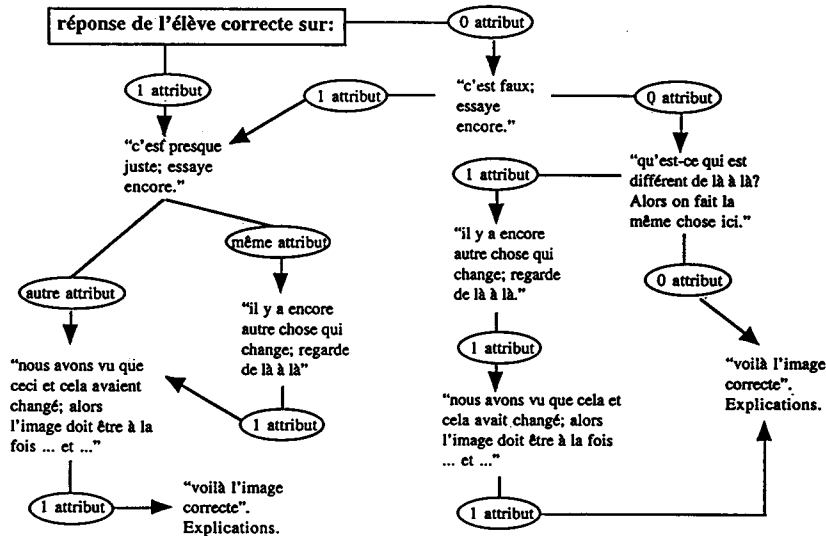 réponse de l'élève correcte sur:
0 attribut
1 attribut
1 attribut
"c'est faux;
essaye
encore."
0 attribut
"c'est presque
juste; essaye
encore."
1 attribut
"qu'est-ce qui est
différent de là à là?
Alors on fait la
même chose ici."
même attribut
"il y a encore
autre chose qui
change; regarde
de là à là."
0 attribut
autre attribut
"il y a encore
autre chose qui
change; regarde
de là à là"
1 attribut
"voilà l'image
correcte".
Explications.
"nous avons vu que
ceci et cela avaient
changé; alors
l'image doit être à la
fois ... et ..."
1 attribut
"nous avons vu que cela et
cela avait changé; alors
l'image doit être à la fois
... et ..."
1 attribut
"voilà l'image
correcte".
Explications.
1 attribut